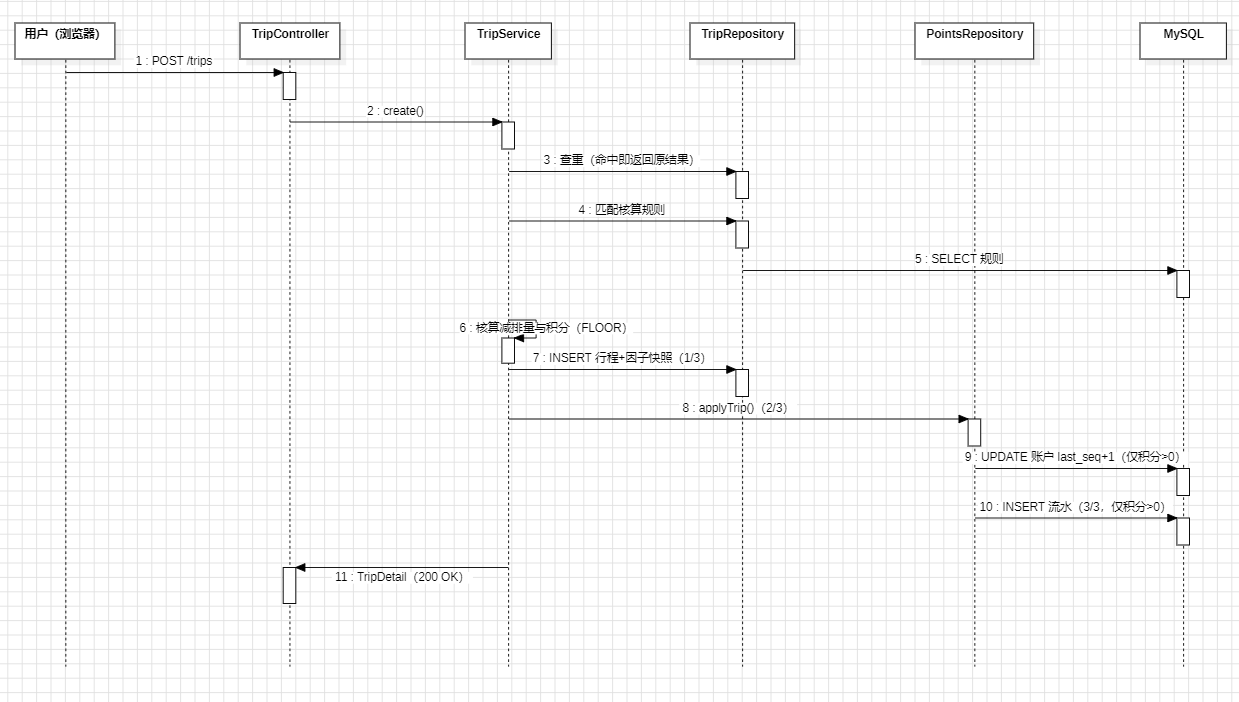 用户（浏览器）
TripController
TripService
TripRepository
PointsRepository
MySQL
1 : POST /trips
2 : create()
3 : 查重（命中即返回原结果）
4 : 匹配核算规则
5 : SELECT 规则
6 : 核算减排量与积分（FLOOR）
7 : INSERT 行程+因子快照（1/3）
8 : applyTrip()（2/3）
9 : UPDATE 账户 last_seq+1（仅积分>0）
10 : INSERT 流水（3/3，仅积分>0）
11 : TripDetail（200 OK）